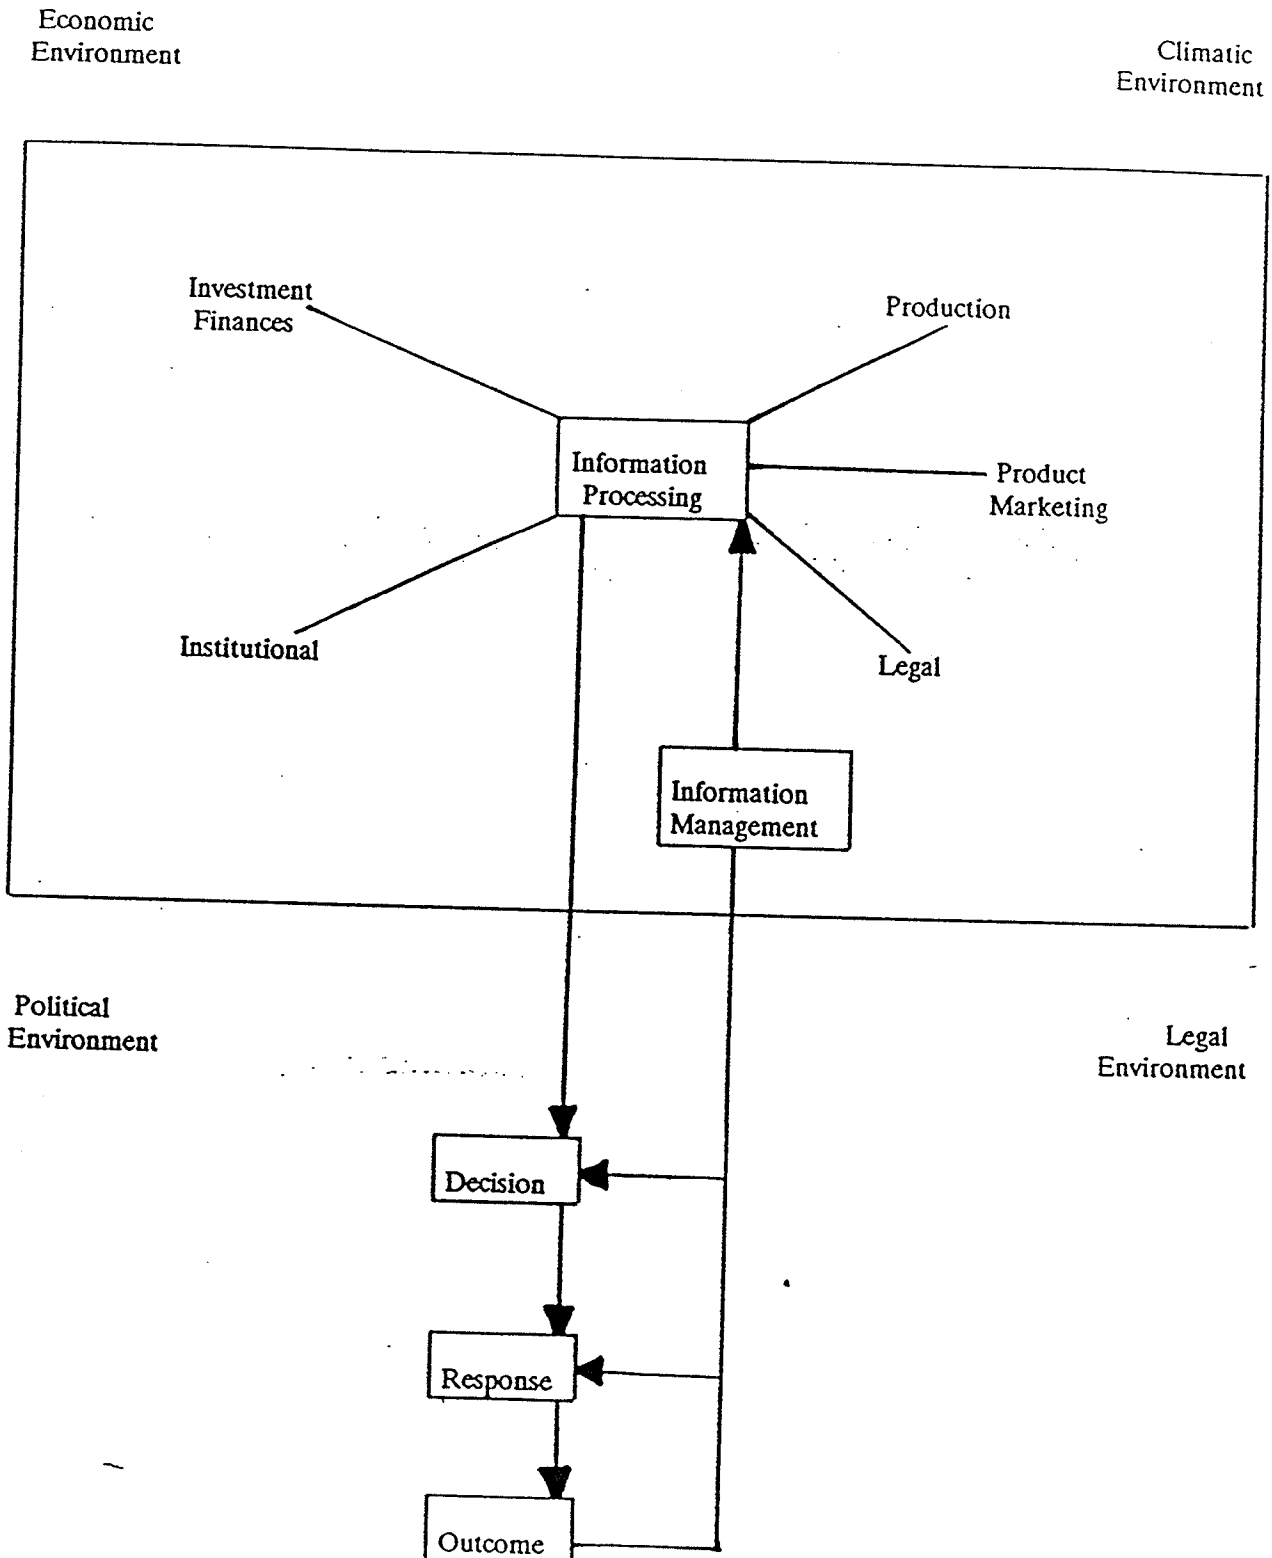 Economic
Environment
Climatic
Environment
Investment
Finances
Production
Information
Processing
Product
Marketing
Institutional
Legal
Information
Management
Political
Environment
Legal
Environment
Decision
Response
Outcome